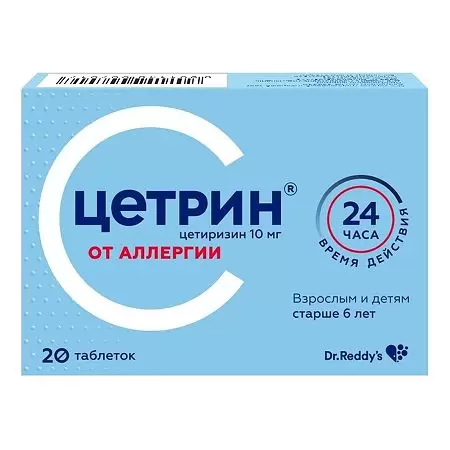 ЦЕТРИН®
цетиризин 10 мг
ОТ АЛЛЕРГИИ
24
ЧАСА
ВРЕМЯ ДЕЙСТВИЯ
Взрослым и детям
старше 6 лет
20 таблеток
Dr.Reddy's